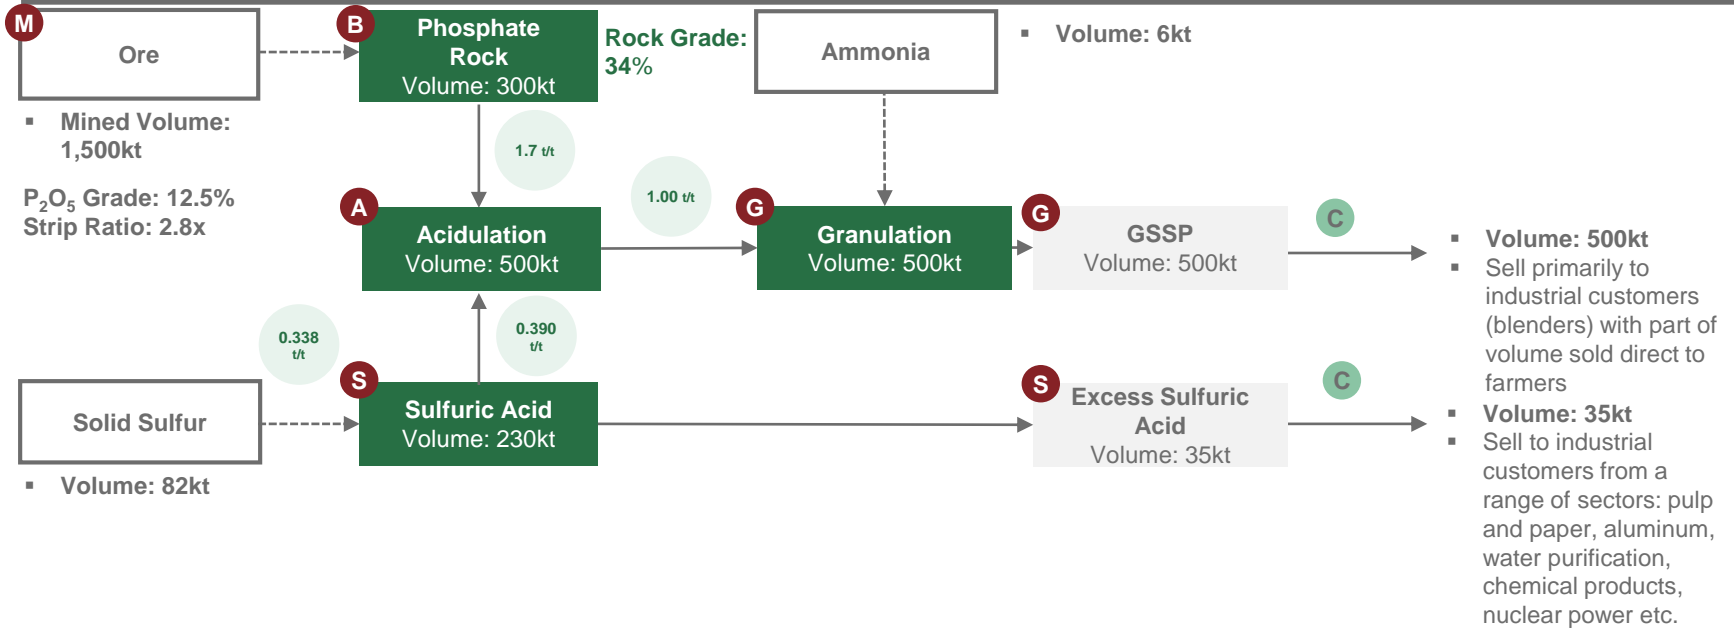 M
Ore
▪ Mined Volume:
1,500kt
P₂O₅ Grade: 12.5%
Strip Ratio: 2.8x
B
Phosphate
Rock
Volume: 300kt
Rock Grade:
34%
Ammonia
▪ Volume: 6kt
1.7 t/t
A
Acidulation
Volume: 500kt
1.00 t/t
G
Granulation
Volume: 500kt
G
GSSP
Volume: 500kt
C
▪ Volume: 500kt
▪ Sell primarily to
industrial customers
(blenders) with part of
volume sold direct to
farmers
0.338
t/t
0.390
t/t
Solid Sulfur
▪ Volume: 82kt
S
Sulfuric Acid
Volume: 230kt
S
Excess Sulfuric
Acid
Volume: 35kt
C
▪ Volume: 35kt
▪ Sell to industrial
customers from a
range of sectors: pulp
and paper, aluminum,
water purification,
chemical products,
nuclear power etc.